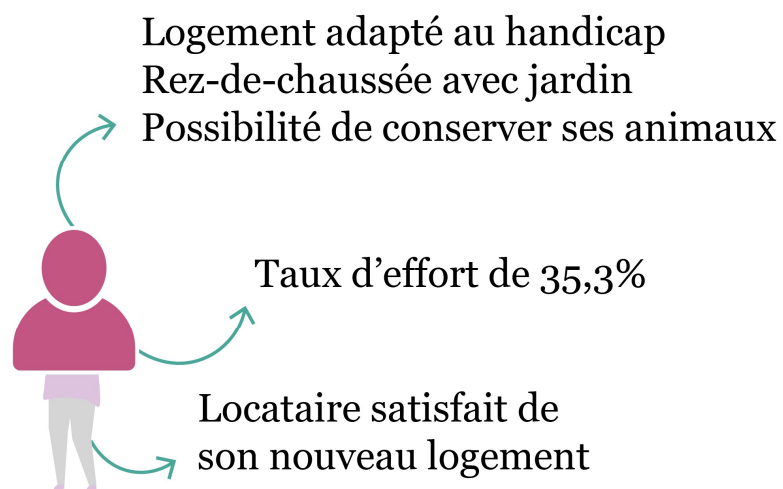 Logement adapté au handicap
Rez-de-chaussée avec jardin
Possibilité de conserver ses animaux
Taux d’effort de 35,3%
Locataire satisfait de
son nouveau logement